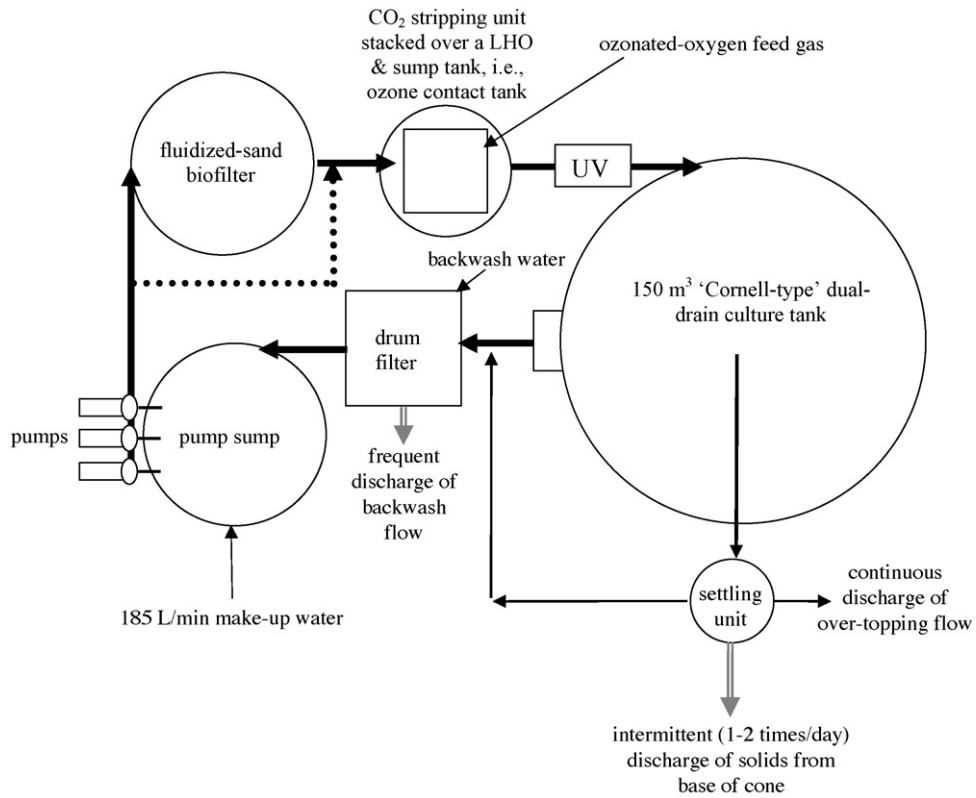 CO₂ stripping unit
stacked over a LHO
& sump tank, i.e.,
ozone contact tank
ozonated-oxygen feed gas
fluidized-sand
biofilter
UV
backwash water
150 m³ ‘Cornell-type’ dual-
drain culture tank
drum
filter
pumps
pump sump
frequent
discharge of
backwash
flow
185 L/min make-up water
settling
unit
continuous
discharge of
over-topping flow
intermittent (1-2 times/day)
discharge of solids from
base of cone